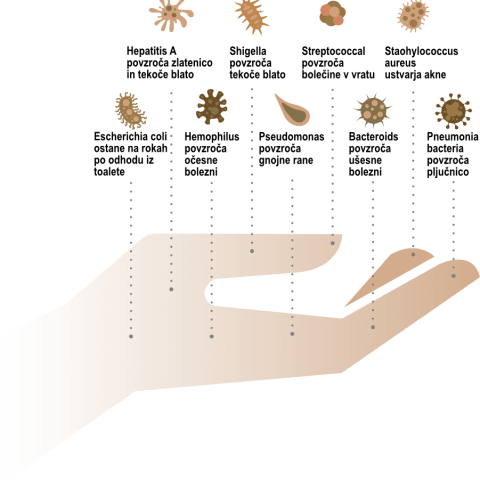 Hepatitis A
povzroča zlatenico
in tekoče blato
Shigella
povzroča
tekoče blato
Streptococcal
povzroča
bolečine v vratu
Staohylococcus
aureus
ustvarja akne
Escherichia coli
ostane na rokah
po odhodu iz
toalete
Hemophilus
povzroča
očesne
bolezni
Pseudomonas
povzroča
gnojne rane
Bacteroids
povzroča
ušesne
bolezni
Pneumonia
bacteria
povzroča
pljučnico